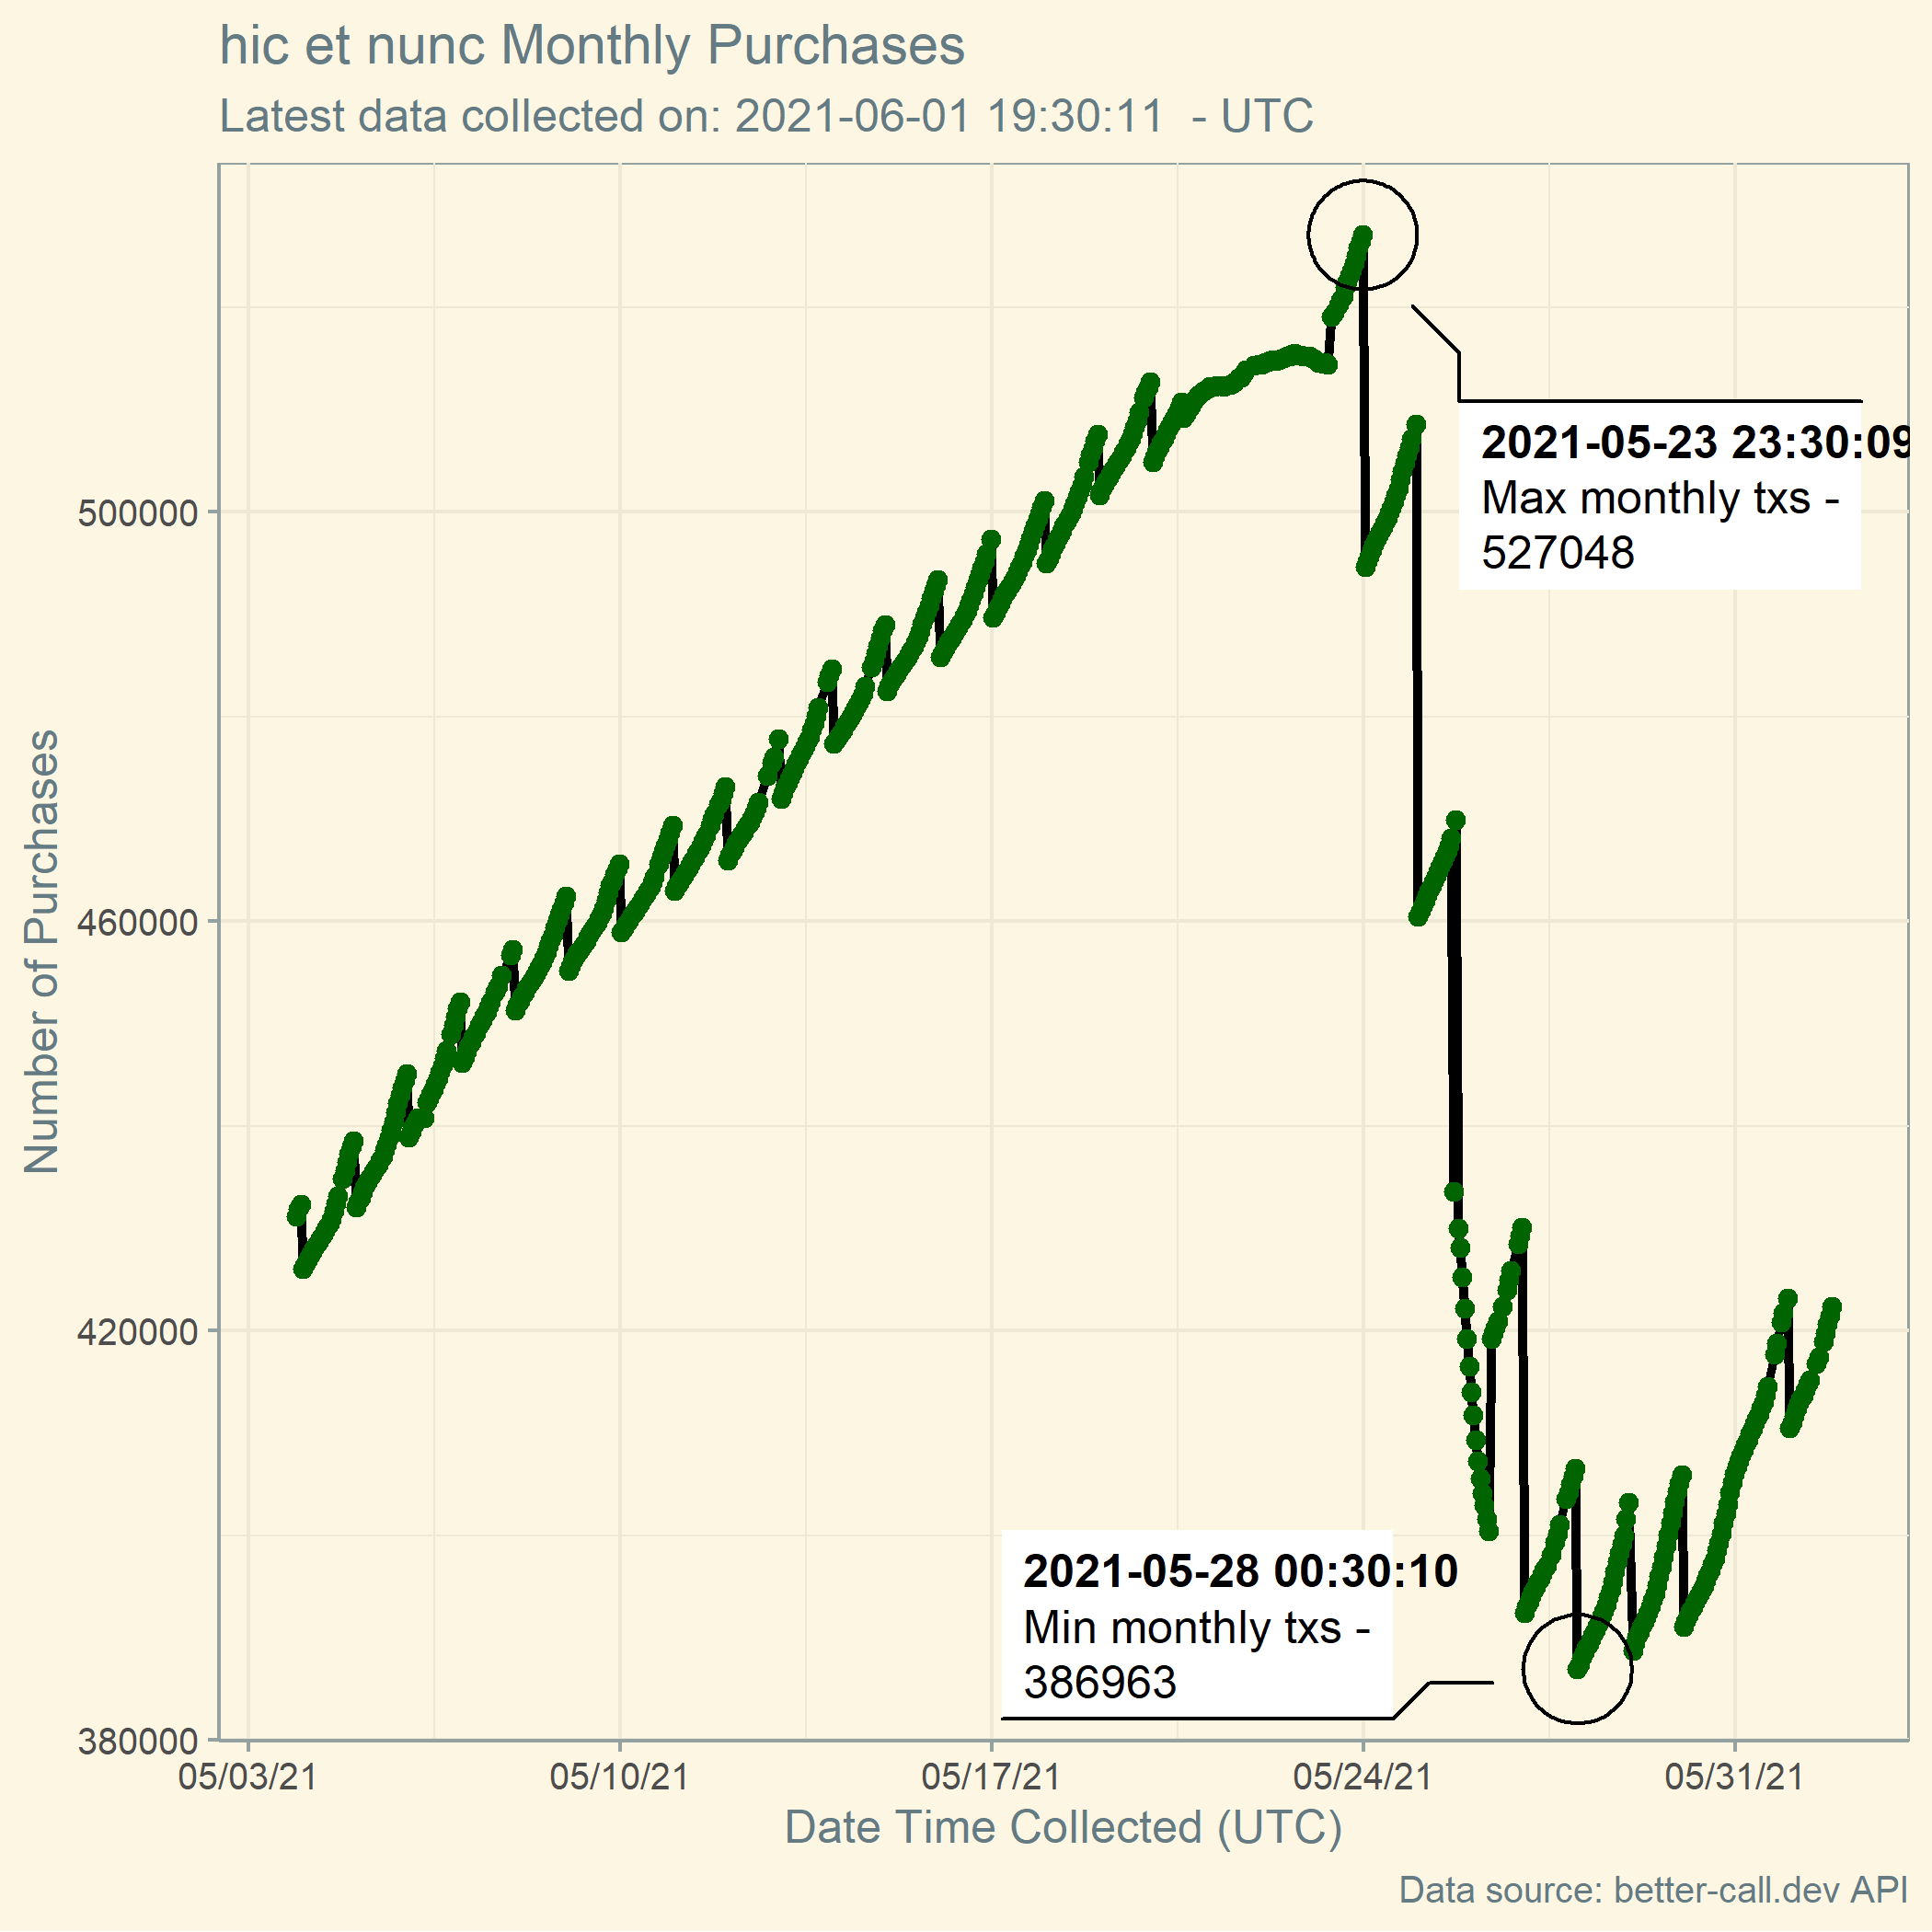 hic et nunc Monthly Purchases
Latest data collected on: 2021-06-01 19:30:11  - UTC
Number of Purchases
500000
460000
420000
380000
2021-05-23 23:30:09
Max monthly txs -
527048
2021-05-28 00:30:10
Min monthly txs -
386963
05/03/21
05/10/21
05/17/21
05/24/21
05/31/21
Date Time Collected (UTC)
Data source: better-call.dev API